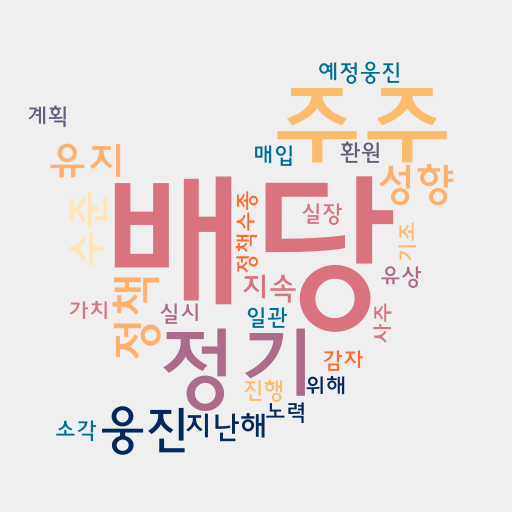 예정웅진
주주
계획
매입
환원
유지
성향
배당
수준
정책수종
실장
기조
유상
지속
정책
가치
실시
일관
사주
정기
감자
진행
위해
노력
소각
웅진
지난해